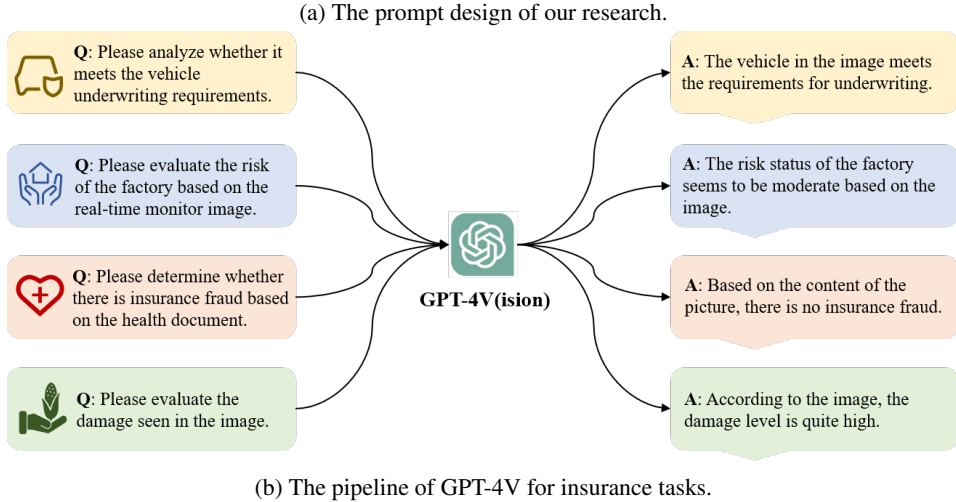 (a) The prompt design of our research.
Q: Please analyze whether it
meets the vehicle
underwriting requirements.
A: The vehicle in the image meets
the requirements for underwriting.
Q: Please evaluate the risk
of the factory based on the
real-time monitor image.
A: The risk status of the factory
seems to be moderate based on the
image.
GPT-4V(ision)
Q: Please determine whether
there is insurance fraud based
on the health document.
A: Based on the content of the
picture, there is no insurance fraud.
Q: Please evaluate the
damage seen in the image.
A: According to the image, the
damage level is quite high.
(b) The pipeline of GPT-4V for insurance tasks.